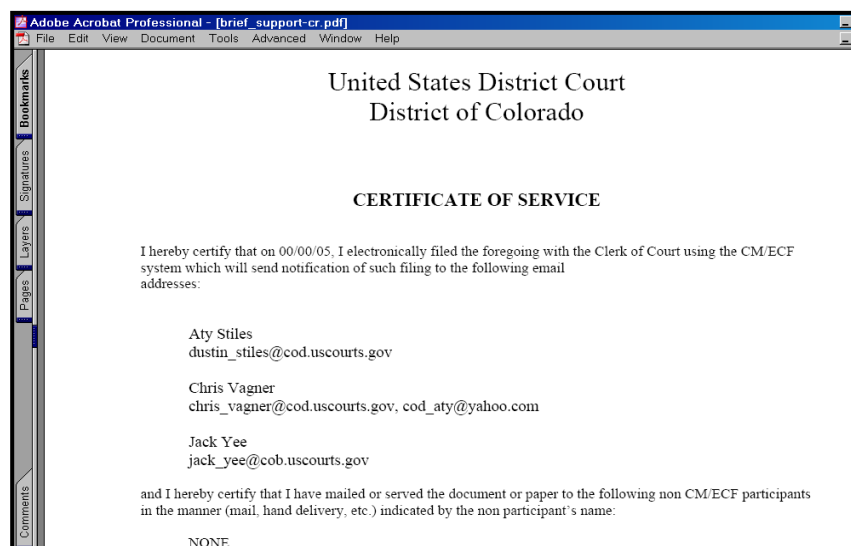 Adobe Acrobat Professional - [brief_support-cr.pdf]
File Edit View Document Tools Advanced Window Help
Bookmarks
Signatures
Layers
Pages
Comments
United States District Court
District of Colorado
CERTIFICATE OF SERVICE
I hereby certify that on 00/00/05, I electronically filed the foregoing with the Clerk of Court using the CM/ECF
system which will send notification of such filing to the following email
addresses:
Aty Stiles
dustin_stiles@cod.uscourts.gov
Chris Vagner
chris_vagner@cod.uscourts.gov, cod_aty@yahoo.com
Jack Yee
jack_yee@cob.uscourts.gov
and I hereby certify that I have mailed or served the document or paper to the following non CM/ECF participants
in the manner (mail, hand delivery, etc.) indicated by the non participant's name:
NONE